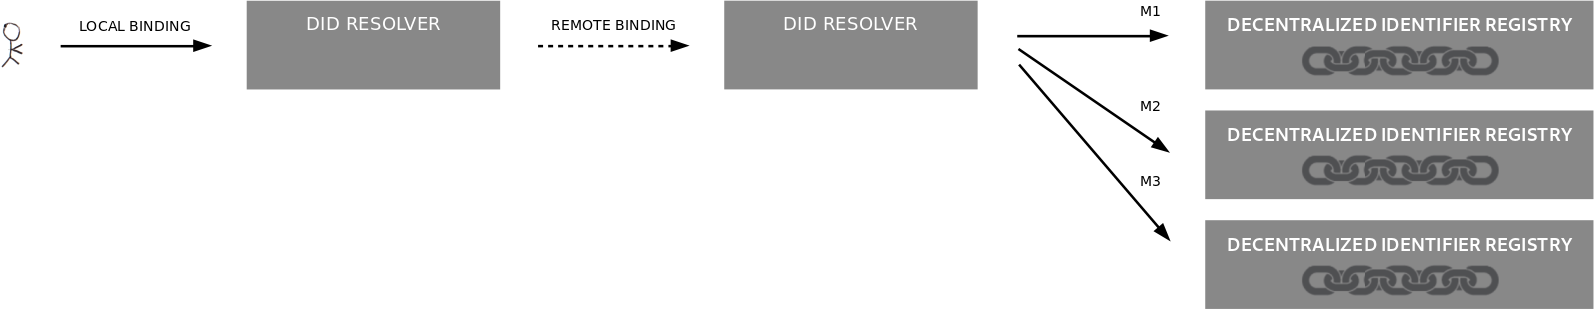 LOCAL BINDING
DID RESOLVER
REMOTE BINDING
DID RESOLVER
M1
DECENTRALIZED IDENTIFIER REGISTRY
M2
DECENTRALIZED IDENTIFIER REGISTRY
M3
DECENTRALIZED IDENTIFIER REGISTRY